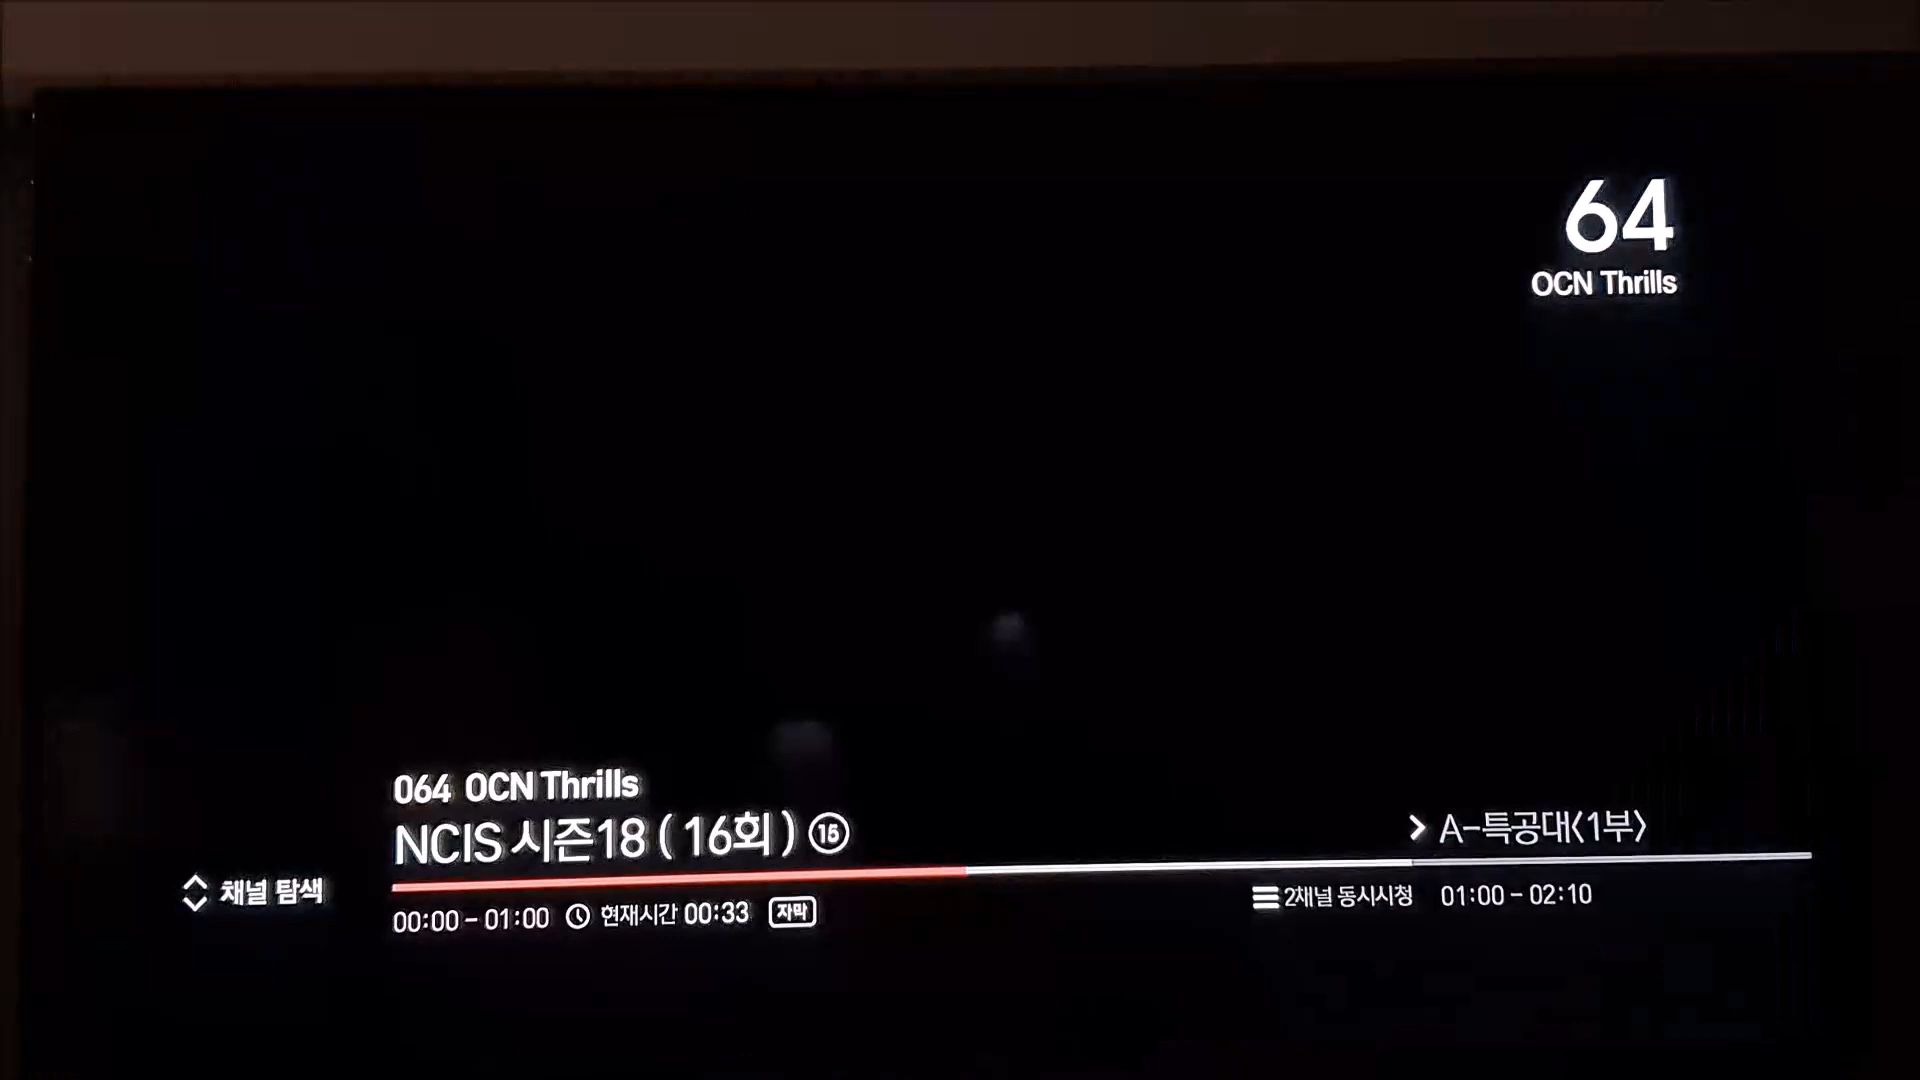 64
OCN Thrills
064 OCN Thrills
NCIS 시즌18 ( 16회 ) 15
A-특공대<1부>
채널 탐색
00:00 – 01:00 현재시간 00:33 자막
2채널 동시시청 01:00 – 02:10